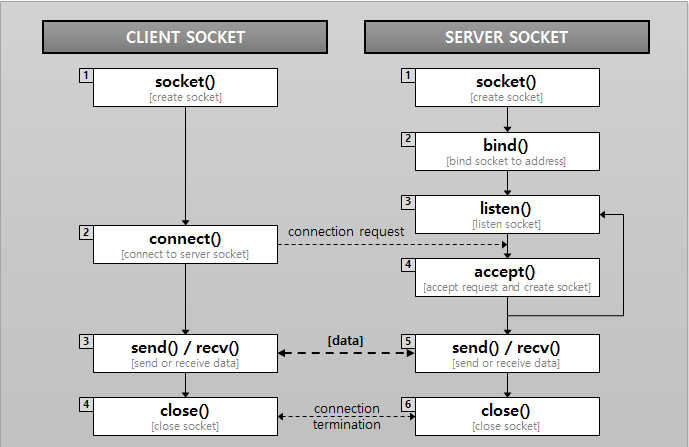 CLIENT SOCKET
1
socket()
[create socket]
2
connect()
[connect to server socket]
3
send() / recv()
[send or receive data]
4
close()
[close socket]
connection request
[data]
connection
termination
SERVER SOCKET
1
socket()
[create socket]
2
bind()
[bind socket to address]
3
listen()
[listen socket]
4
accept()
[accept request and create socket]
5
send() / recv()
[send or receive data]
6
close()
[close socket]